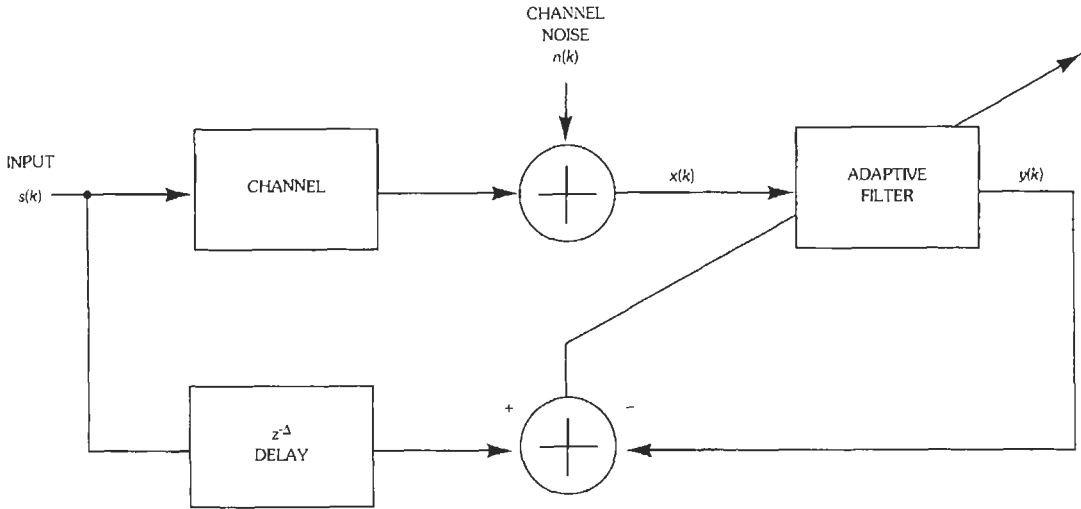 CHANNEL
NOISE
n(k)
INPUT
s(k)
CHANNEL
x(k)
ADAPTIVE
FILTER
y(k)
+
−
z-Δ
DELAY